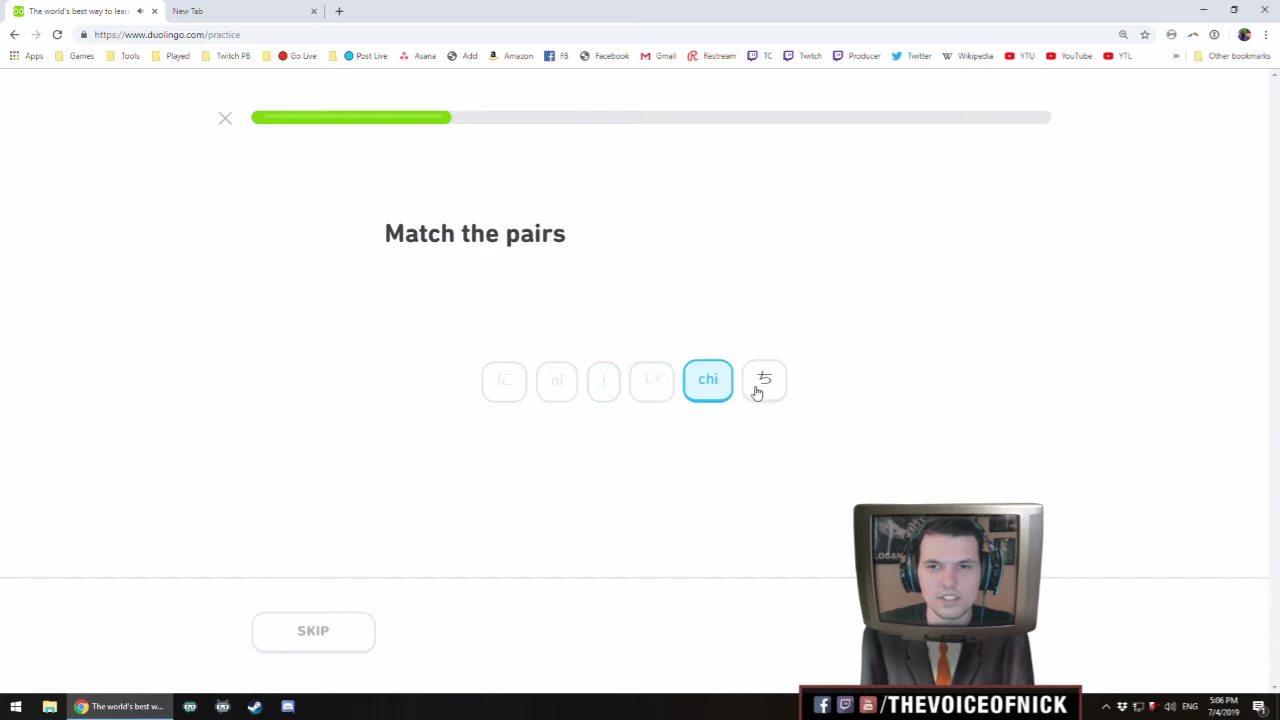 The world's best way to lear
New Tab
https://www.duolingo.com/practice
Apps
Games
Tools
Played
Twitch PB
Go Live
Post Live
Asana
Add
Amazon
FB
Facebook
Gmail
Restream
TC
Twitch
Producer
Twitter
Wikipedia
YTU
YouTube
YTL
»
Other bookmarks
Match the pairs
に
ni
i
い
chi
ち
SKIP
LOGAN
/THEVOICEOFNICK
The world's best w...
ENG
5:06 PM
7/4/2019
1